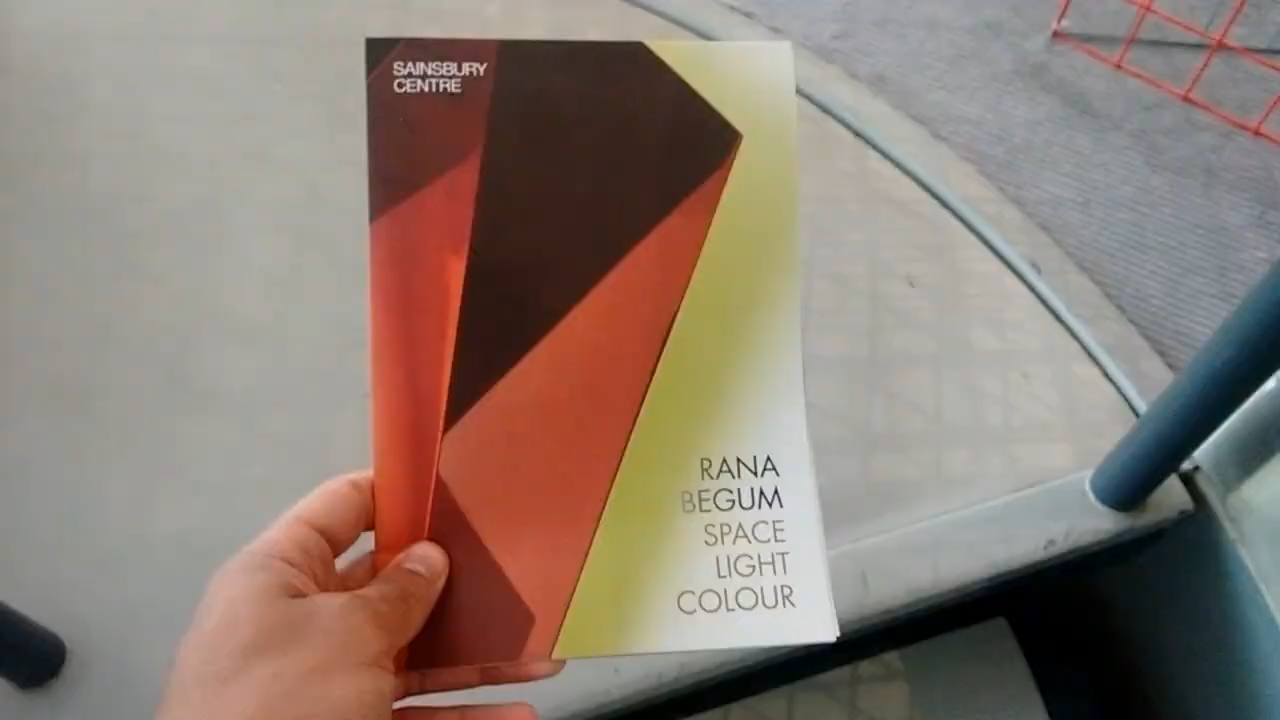 SAINSBURY
CENTRE
RANA
BEGUM
SPACE
LIGHT
COLOUR